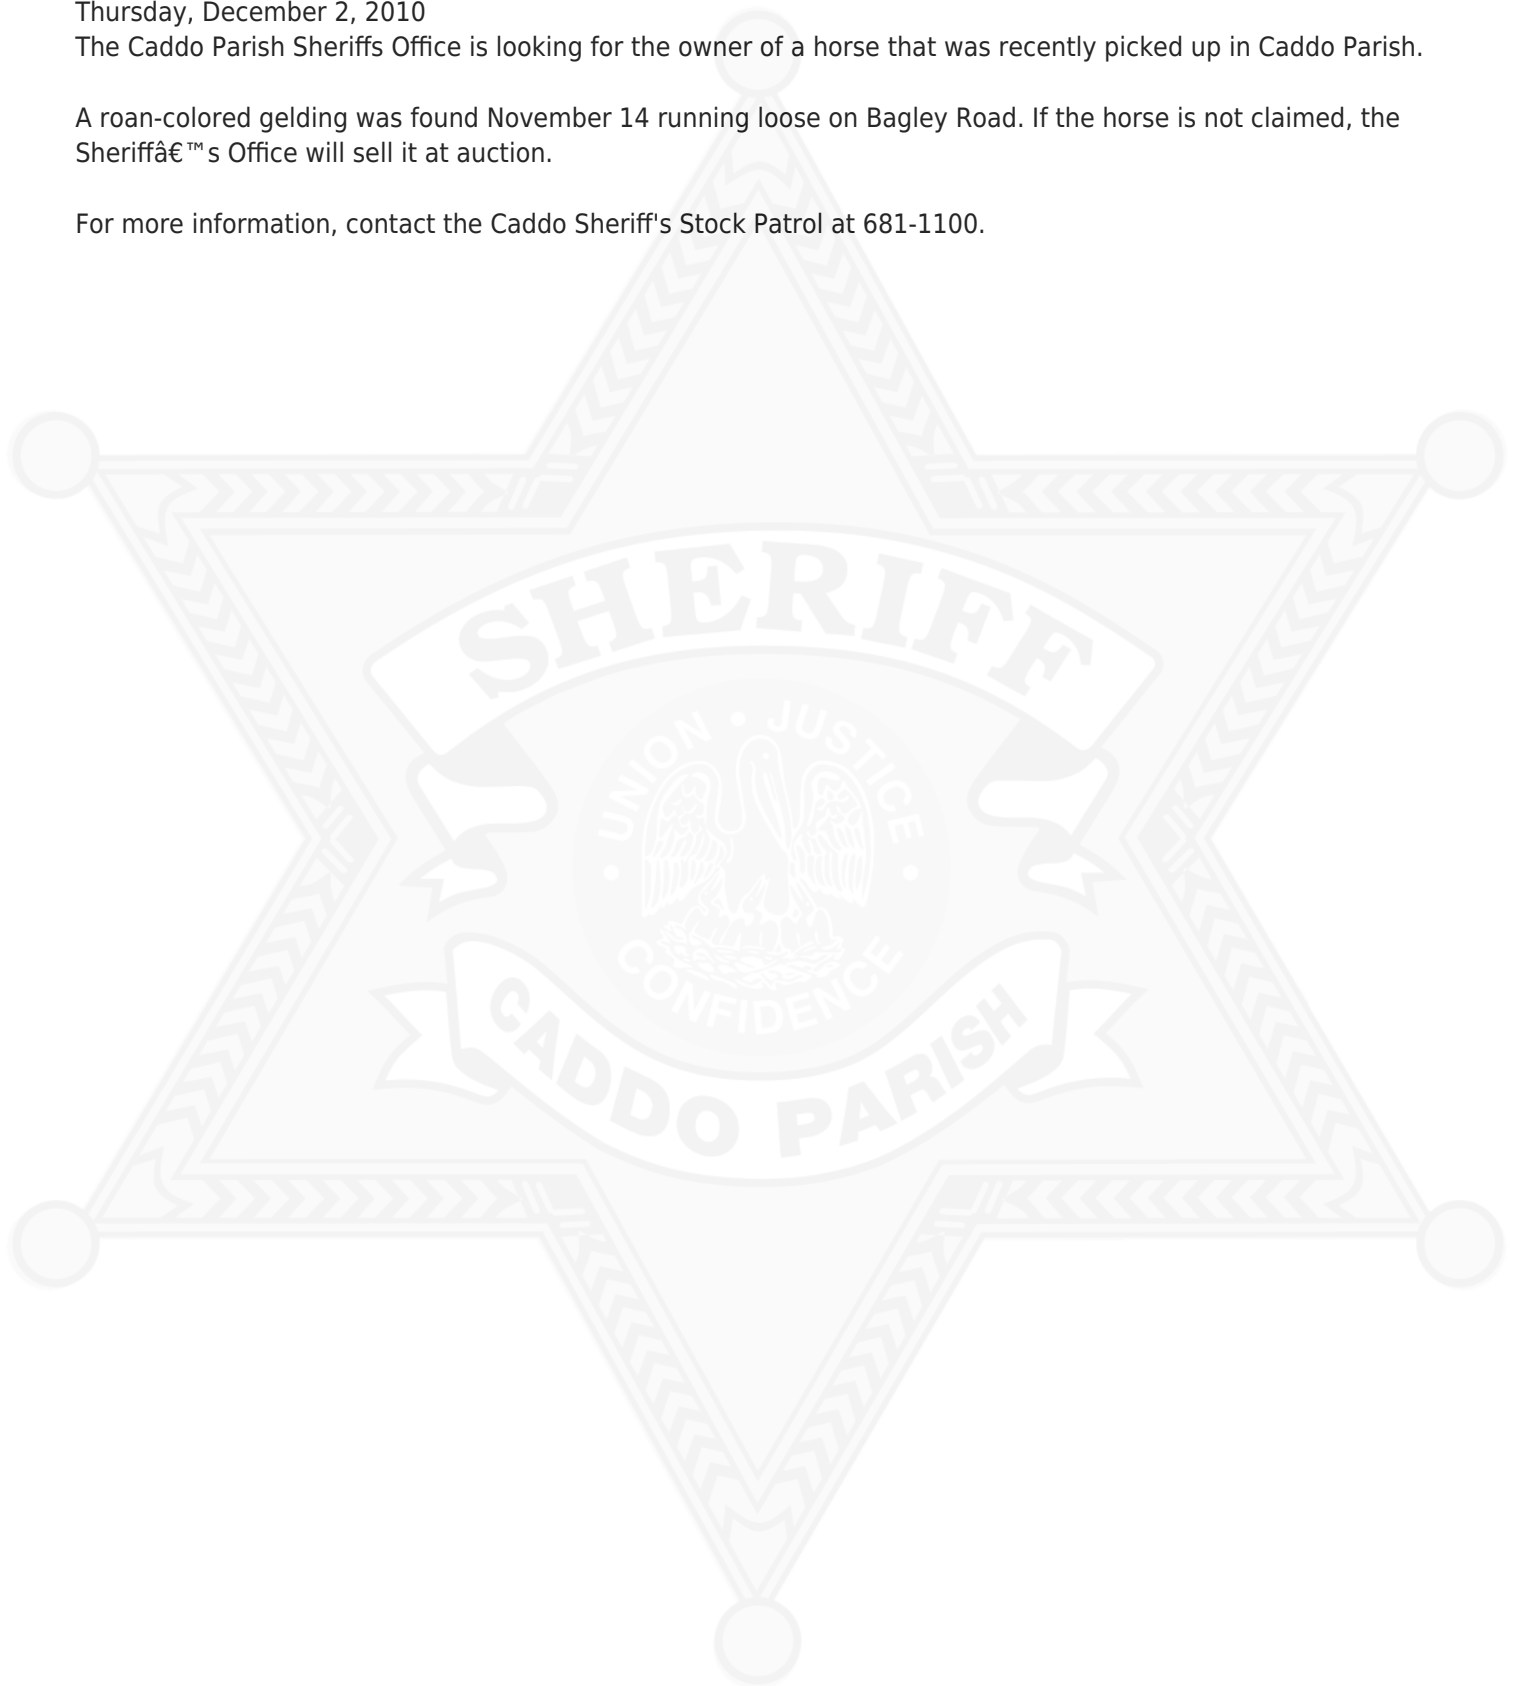 Thursday, December 2, 2010
The Caddo Parish Sheriffs Office is looking for the owner of a horse that was recently picked up in Caddo Parish.
A roan-colored gelding was found November 14 running loose on Bagley Road. If the horse is not claimed, the
Sheriffâ€™s Office will sell it at auction.
For more information, contact the Caddo Sheriff's Stock Patrol at 681-1100.
SHERIFF
UNION • JUSTICE
• CONFIDENCE •
CADDO PARISH